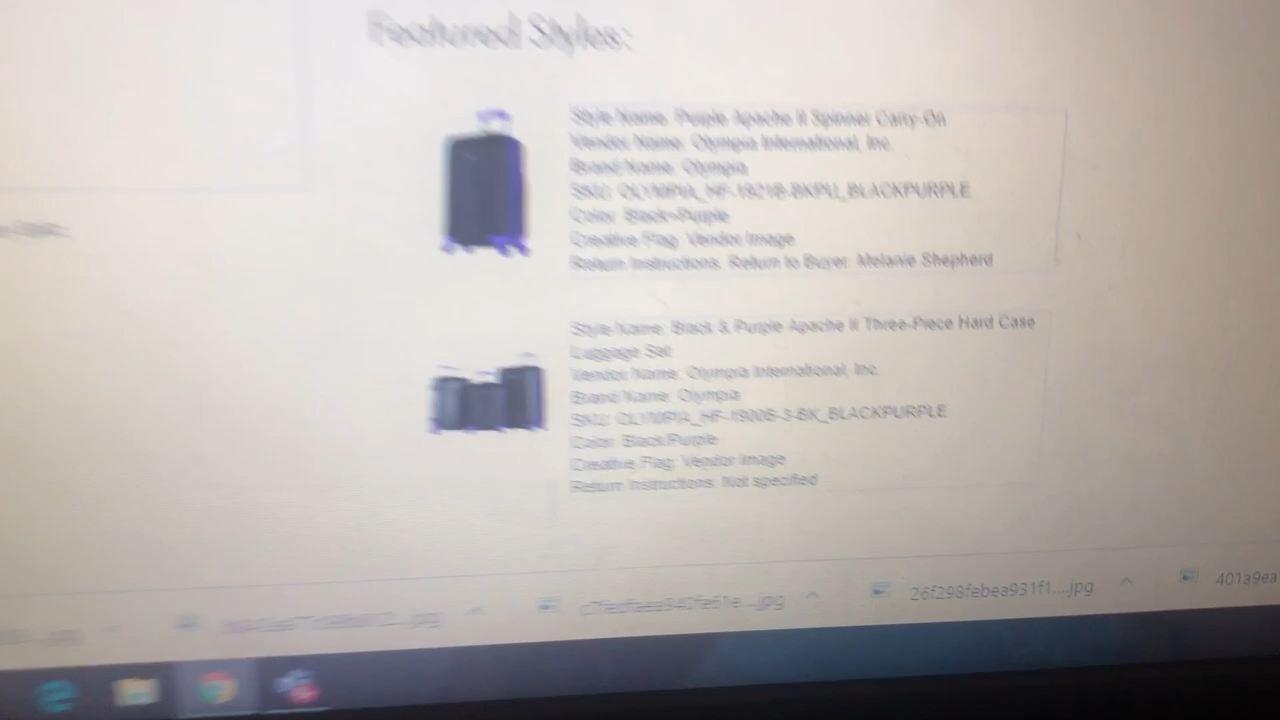 Featured Styles:
Style Name: Purple Apache II Spinner Carry-On
Vendor Name: Olympia International, Inc.
Brand Name: Olympia
SKU: OLYMPIA_HF-1921B-BKPU_BLACKPURPLE
Color: Black+Purple
Creative Flag: Vendor Image
Return Instructions: Return to Buyer: Melanie Shepherd
Style Name: Black & Purple Apache II Three-Piece Hard Case
Luggage Set
Vendor Name: Olympia International, Inc.
Brand Name: Olympia
SKU: OLYMPIA_HF-1900B-3-BK_BLACKPURPLE
Color: Black/Purple
Creative Flag: Vendor Image
Return Instructions: Not specified
26f298febea931f1....jpg
401a9ea